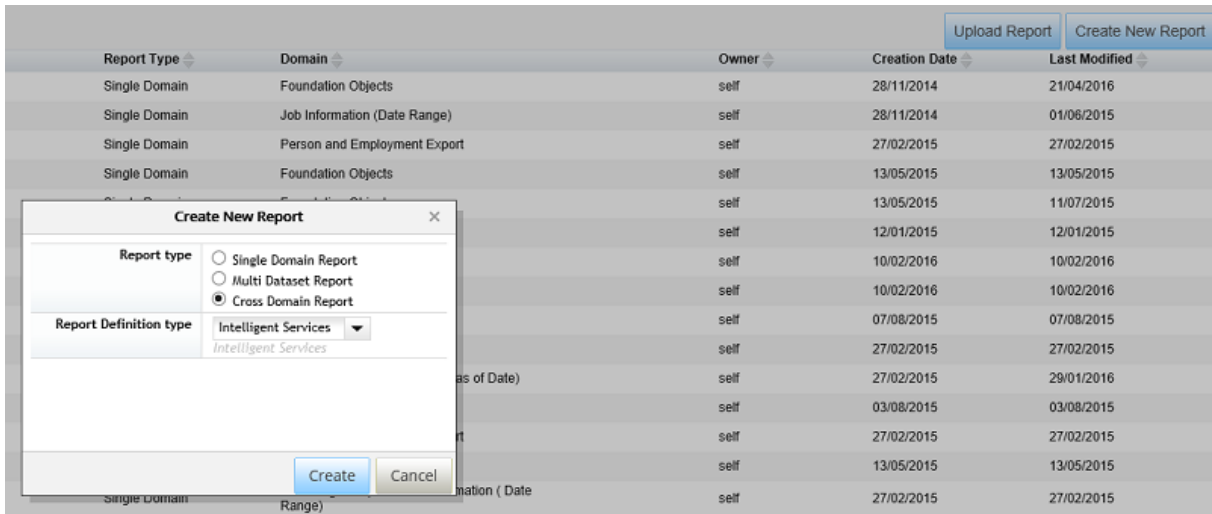 Upload Report Create New Report
Report Type Domain Owner Creation Date Last Modified
Single Domain Foundation Objects self 28/11/2014 21/04/2016
Single Domain Job Information (Date Range) self 28/11/2014 01/06/2015
Single Domain Person and Employment Export self 27/02/2015 27/02/2015
Single Domain Foundation Objects self 13/05/2015 13/05/2015
self 13/05/2015 11/07/2015
Create New Report ×
self 12/01/2015 12/01/2015
Report type
Single Domain Report
Multi Dataset Report
Cross Domain Report
self 10/02/2016 10/02/2016
self 10/02/2016 10/02/2016
Report Definition type Intelligent Services
Intelligent Services
self 07/08/2015 07/08/2015
self 27/02/2015 27/02/2015
as of Date) self 27/02/2015 29/01/2016
self 03/08/2015 03/08/2015
self 27/02/2015 27/02/2015
self 13/05/2015 13/05/2015
Create Cancel
Single Domain mation ( Date
Range) self 27/02/2015 27/02/2015